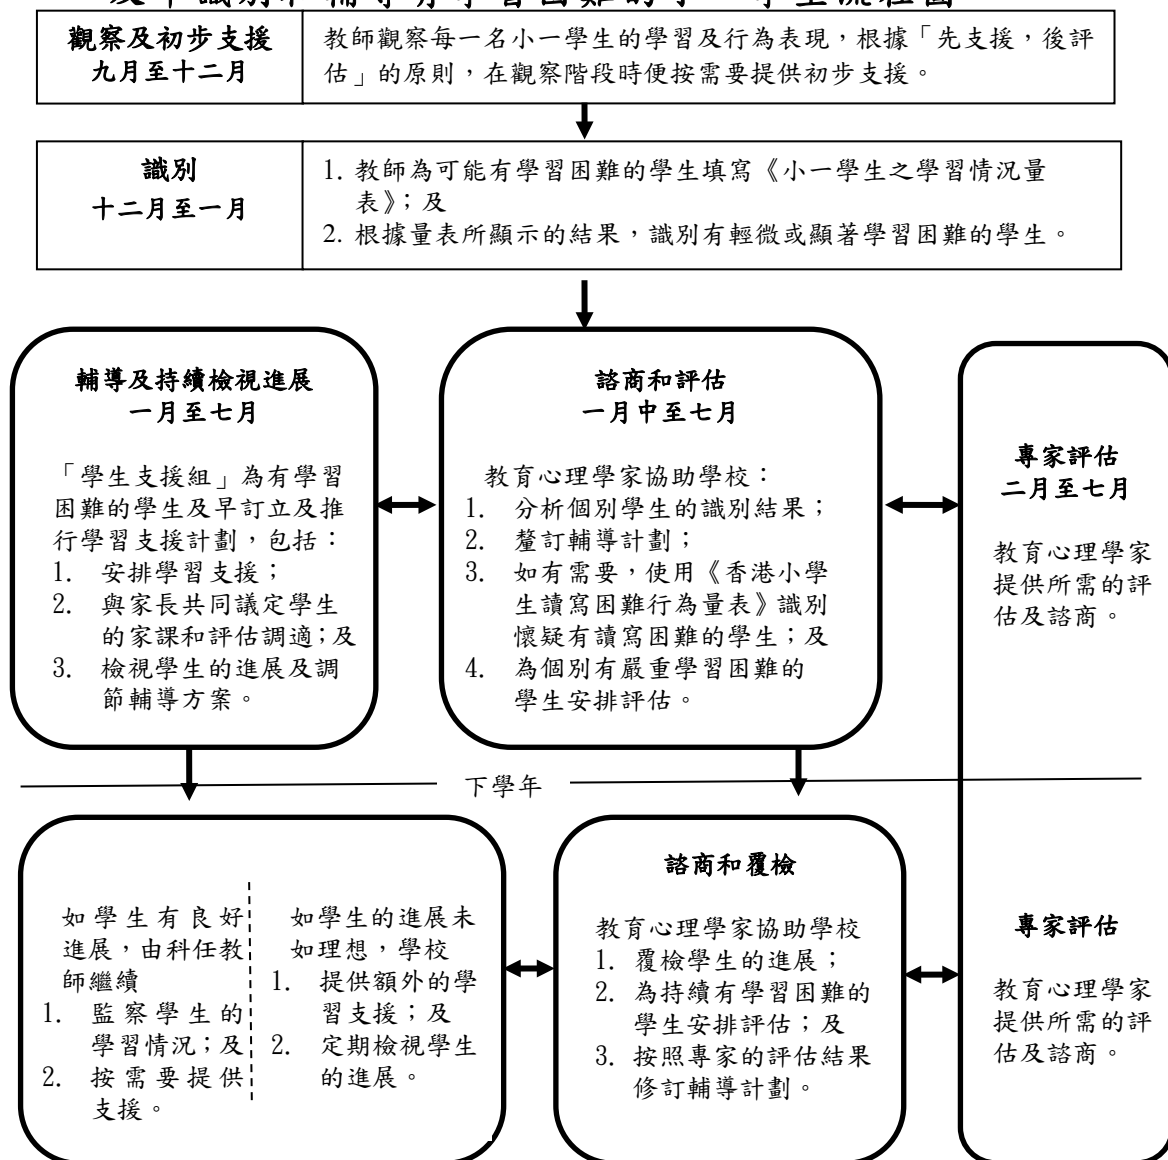 及早識別和輔導有學習困難的小一學生流程圖
觀察及初步支援
九月至十二月
教師觀察每一名小一學生的學習及行為表現，根據「先支援，後評
估」的原則，在觀察階段時便按需要提供初步支援。
識別
十二月至一月
1. 教師為可能有學習困難的學生填寫《小一學生之學習情況量
表》；及
2. 根據量表所顯示的結果，識別有輕微或顯著學習困難的學生。
輔導及持續檢視進展
一月至七月
「學生支援組」為有學習
困難的學生及早訂立及推
行學習支援計劃，包括：
1. 安排學習支援；
2. 與家長共同議定學生
的家課和評估調適；及
3. 檢視學生的進展及調
節輔導方案。
諮商和評估
一月中至七月
教育心理學家協助學校：
1. 分析個別學生的識別結果；
2. 釐訂輔導計劃；
3. 如有需要，使用《香港小學
生讀寫困難行為量表》識別
懷疑有讀寫困難的學生；及
4. 為個別有嚴重學習困難的
學生安排評估。
專家評估
二月至七月
教育心理學家
提供所需的評
估及諮商。
下學年
如學生有良好
進展，由科任教
師繼續
1. 監察學生的
學習情況；及
2. 按需要提供
支援。
如學生的進展未
如理想，學校
1. 提供額外的學
習支援；及
2. 定期檢視學生
的進展。
諮商和覆檢
教育心理學家協助學校
1. 覆檢學生的進展；
2. 為持續有學習困難的
學生安排評估；及
3. 按照專家的評估結果
修訂輔導計劃。
專家評估
教育心理學家
提供所需的評
估及諮商。